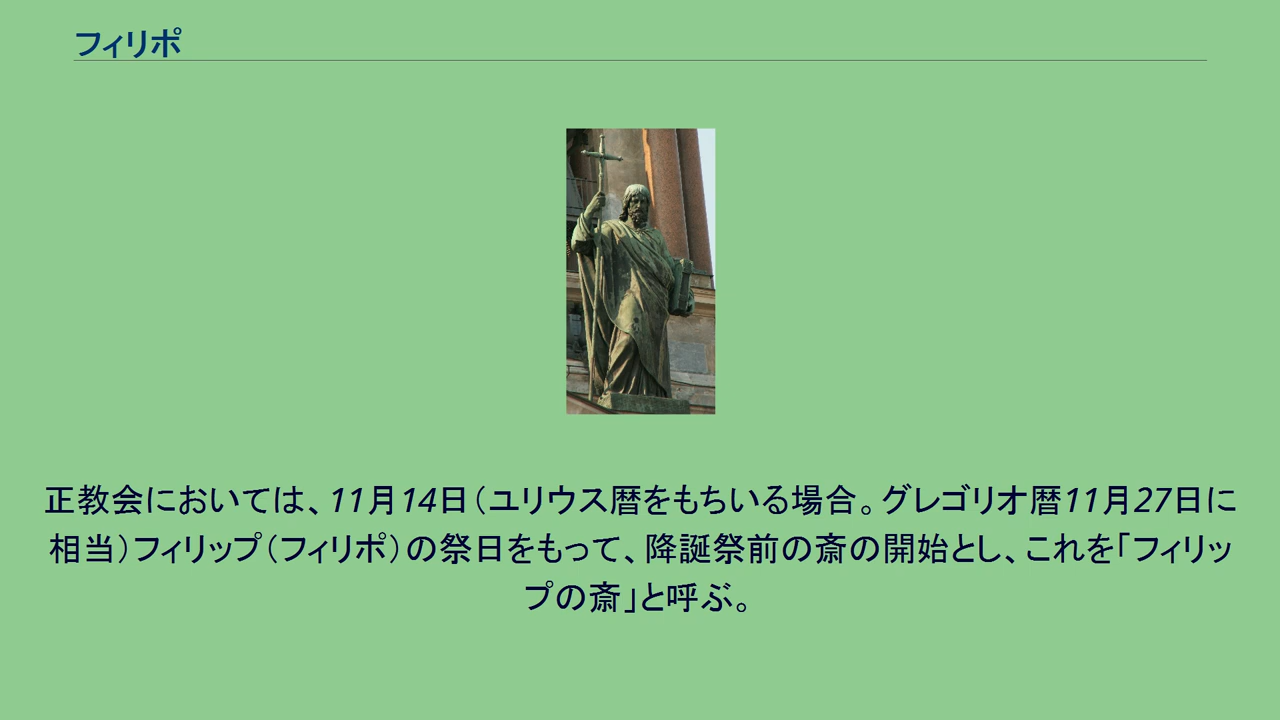 フィリポ
正教会においては、11月14日（ユリウス暦をもちいる場合。グレゴリオ暦11月27日に
相当）フィリップ（フィリポ）の祭日をもって、降誕祭前の斎の開始とし、これを「フィリッ
プの斎」と呼ぶ。